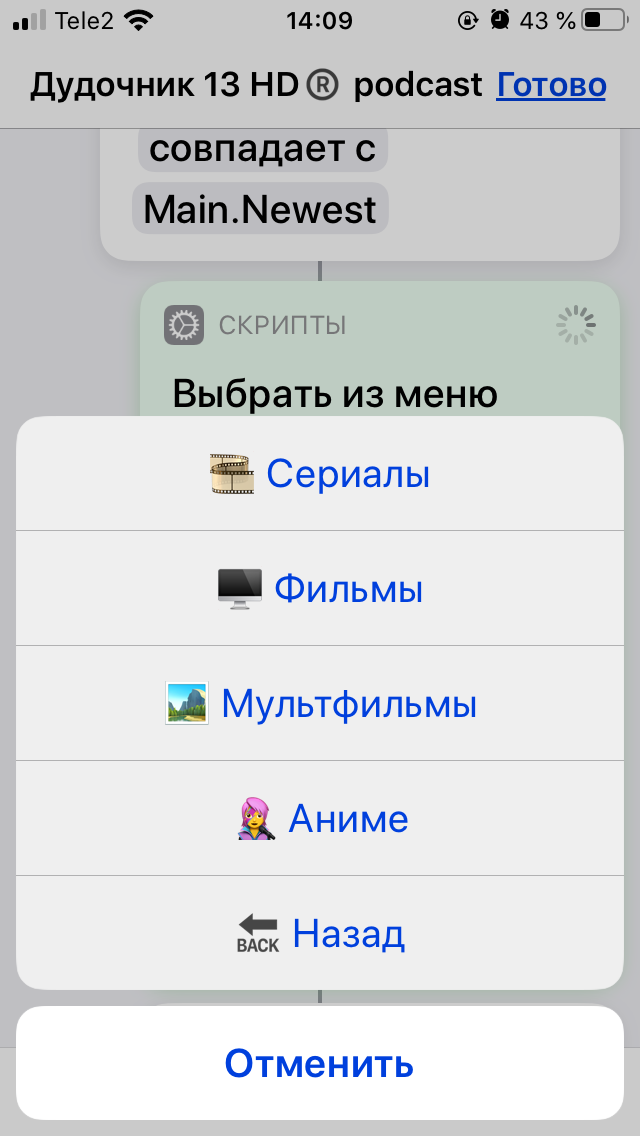 Tele2 14:09 43 %
Дудочник 13 HD® podcast Готово
совпадает с
Main.Newest
СКРИПТЫ
Выбрать из меню
Сериалы
Фильмы
Мультфильмы
Аниме
BACK Назад
Отменить